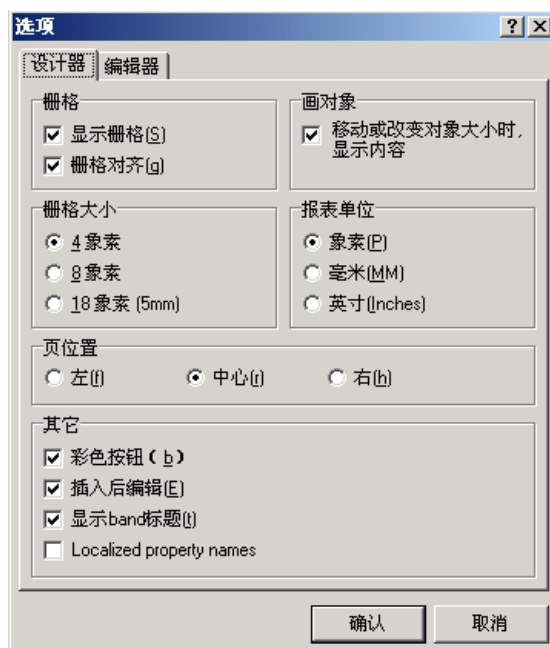 选项
设计器 编辑器
栅格
显示栅格(S)
栅格对齐(g)
画对象
移动或改变对象大小时,
显示内容
栅格大小
4象素
8象素
18象素 (5mm)
报表单位
象素(P)
毫米(MM)
英寸(Inches)
页位置
左(f) 中心(r) 右(h)
其它
彩色按钮(b)
插入后编辑(E)
显示band标题(t)
Localized property names
确认 取消